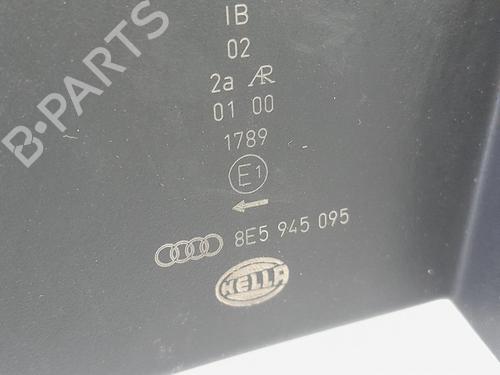 B-PARTS
IB
02
2a AR
01 00
1789
E1
8E5 945 095
HELLA